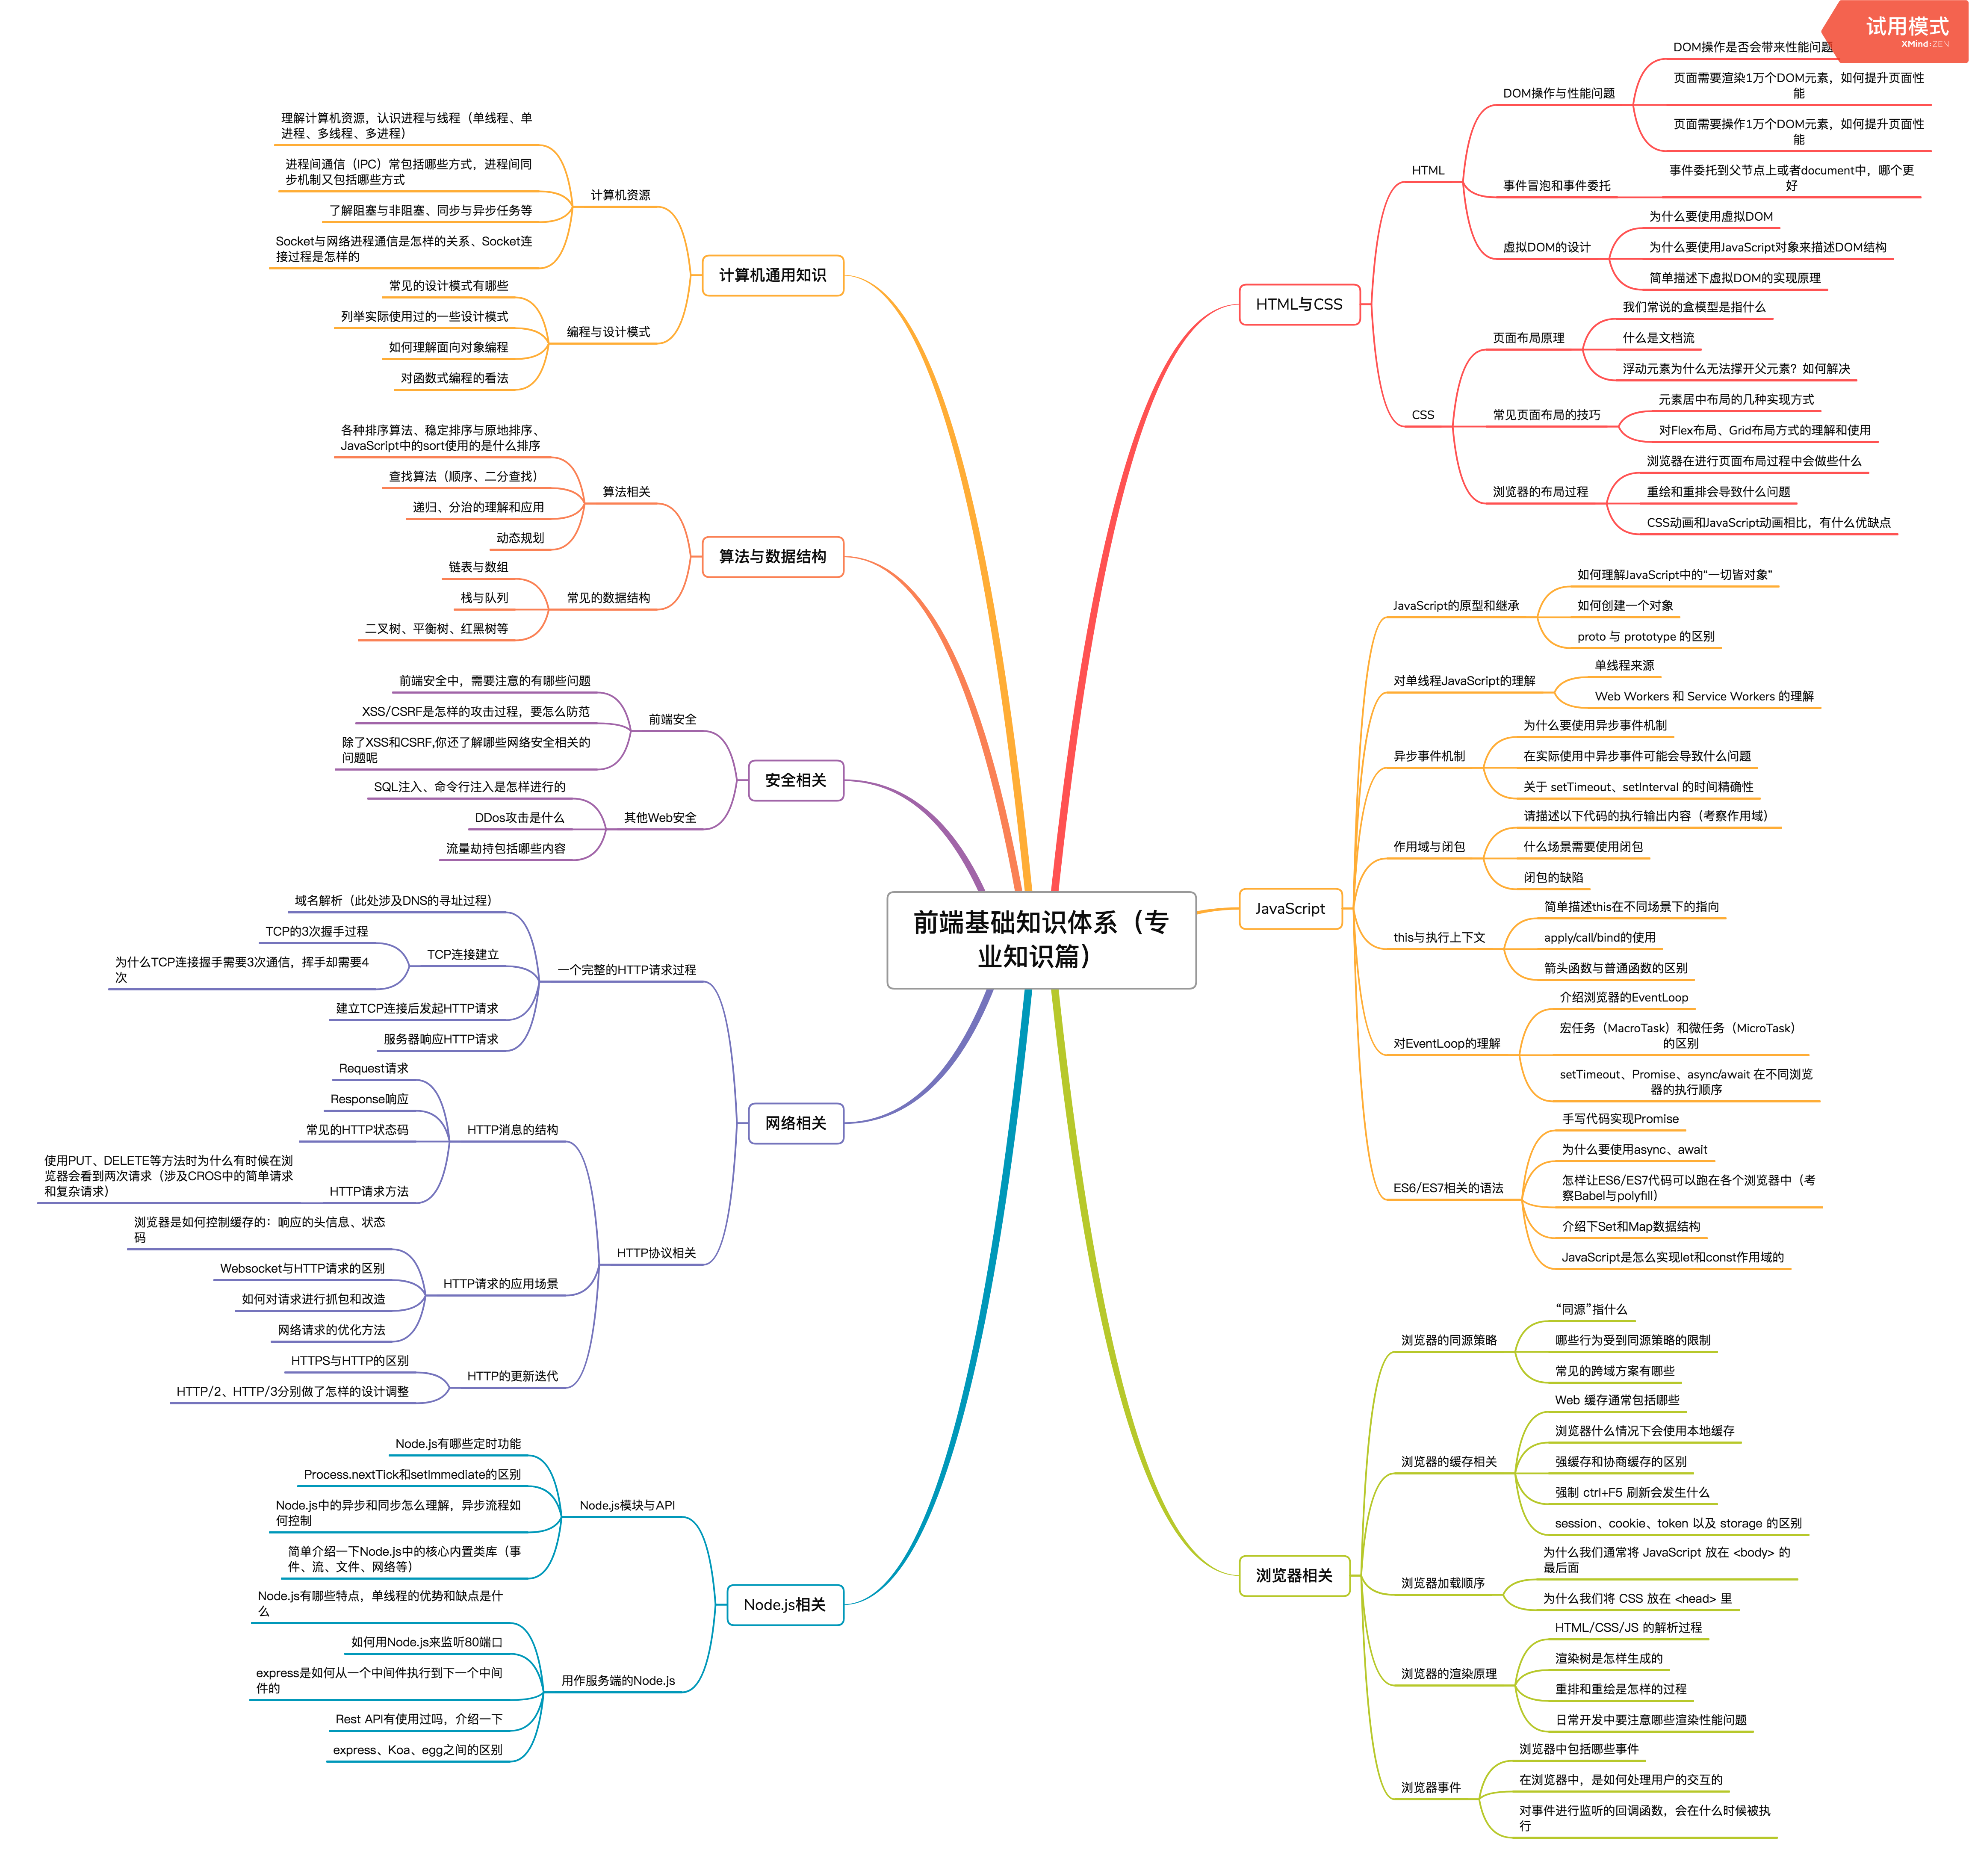 试用模式
XMind:ZEN
前端基础知识体系（专
业知识篇）
HTML与CSS
HTML
DOM操作与性能问题
DOM操作是否会带来性能问题
页面需要渲染1万个DOM元素，如何提升页面性
能
页面需要操作1万个DOM元素，如何提升页面性
能
事件冒泡和事件委托
事件委托到父节点上或者document中，哪个更
好
虚拟DOM的设计
为什么要使用虚拟DOM
为什么要使用JavaScript对象来描述DOM结构
简单描述下虚拟DOM的实现原理
CSS
页面布局原理
我们常说的盒模型是指什么
什么是文档流
浮动元素为什么无法撑开父元素？如何解决
常见页面布局的技巧
元素居中布局的几种实现方式
对Flex布局、Grid布局方式的理解和使用
浏览器的布局过程
浏览器在进行页面布局过程中会做些什么
重绘和重排会导致什么问题
CSS动画和JavaScript动画相比，有什么优缺点
JavaScript
JavaScript的原型和继承
如何理解JavaScript中的“一切皆对象”
如何创建一个对象
proto 与 prototype 的区别
对单线程JavaScript的理解
单线程来源
Web Workers 和 Service Workers 的理解
异步事件机制
为什么要使用异步事件机制
在实际使用中异步事件可能会导致什么问题
关于 setTimeout、setInterval 的时间精确性
作用域与闭包
请描述以下代码的执行输出内容（考察作用域）
什么场景需要使用闭包
闭包的缺陷
this与执行上下文
简单描述this在不同场景下的指向
apply/call/bind的使用
箭头函数与普通函数的区别
对EventLoop的理解
介绍浏览器的EventLoop
宏任务（MacroTask）和微任务（MicroTask）
的区别
setTimeout、Promise、async/await 在不同浏览
器的执行顺序
ES6/ES7相关的语法
手写代码实现Promise
为什么要使用async、await
怎样让ES6/ES7代码可以跑在各个浏览器中（考
察Babel与polyfill）
介绍下Set和Map数据结构
JavaScript是怎么实现let和const作用域的
浏览器相关
浏览器的同源策略
“同源”指什么
哪些行为受到同源策略的限制
常见的跨域方案有哪些
浏览器的缓存相关
Web 缓存通常包括哪些
浏览器什么情况下会使用本地缓存
强缓存和协商缓存的区别
强制 ctrl+F5 刷新会发生什么
session、cookie、token 以及 storage 的区别
浏览器加载顺序
为什么我们通常将 JavaScript 放在 <body> 的
最后面
为什么我们将 CSS 放在 <head> 里
浏览器的渲染原理
HTML/CSS/JS 的解析过程
渲染树是怎样生成的
重排和重绘是怎样的过程
日常开发中要注意哪些渲染性能问题
浏览器事件
浏览器中包括哪些事件
在浏览器中，是如何处理用户的交互的
对事件进行监听的回调函数，会在什么时候被执
行
计算机通用知识
计算机资源
理解计算机资源，认识进程与线程（单线程、单
进程、多线程、多进程）
进程间通信（IPC）常包括哪些方式，进程间同
步机制又包括哪些方式
了解阻塞与非阻塞、同步与异步任务等
Socket与网络进程通信是怎样的关系、Socket连
接过程是怎样的
编程与设计模式
常见的设计模式有哪些
列举实际使用过的一些设计模式
如何理解面向对象编程
对函数式编程的看法
算法与数据结构
算法相关
各种排序算法、稳定排序与原地排序、
JavaScript中的sort使用的是什么排序
查找算法（顺序、二分查找）
递归、分治的理解和应用
动态规划
常见的数据结构
链表与数组
栈与队列
二叉树、平衡树、红黑树等
安全相关
前端安全
前端安全中，需要注意的有哪些问题
XSS/CSRF是怎样的攻击过程，要怎么防范
除了XSS和CSRF,你还了解哪些网络安全相关的
问题呢
其他Web安全
SQL注入、命令行注入是怎样进行的
DDos攻击是什么
流量劫持包括哪些内容
网络相关
一个完整的HTTP请求过程
域名解析（此处涉及DNS的寻址过程）
TCP连接建立
TCP的3次握手过程
为什么TCP连接握手需要3次通信，挥手却需要4
次
建立TCP连接后发起HTTP请求
服务器响应HTTP请求
HTTP协议相关
HTTP消息的结构
Request请求
Response响应
常见的HTTP状态码
HTTP请求方法
使用PUT、DELETE等方法时为什么有时候在浏
览器会看到两次请求（涉及CROS中的简单请求
和复杂请求）
HTTP请求的应用场景
浏览器是如何控制缓存的：响应的头信息、状态
码
Websocket与HTTP请求的区别
如何对请求进行抓包和改造
网络请求的优化方法
HTTP的更新迭代
HTTPS与HTTP的区别
HTTP/2、HTTP/3分别做了怎样的设计调整
Node.js相关
Node.js模块与API
Node.js有哪些定时功能
Process.nextTick和setImmediate的区别
Node.js中的异步和同步怎么理解，异步流程如
何控制
简单介绍一下Node.js中的核心内置类库（事
件、流、文件、网络等）
用作服务端的Node.js
Node.js有哪些特点，单线程的优势和缺点是什
么
如何用Node.js来监听80端口
express是如何从一个中间件执行到下一个中间
件的
Rest API有使用过吗，介绍一下
express、Koa、egg之间的区别